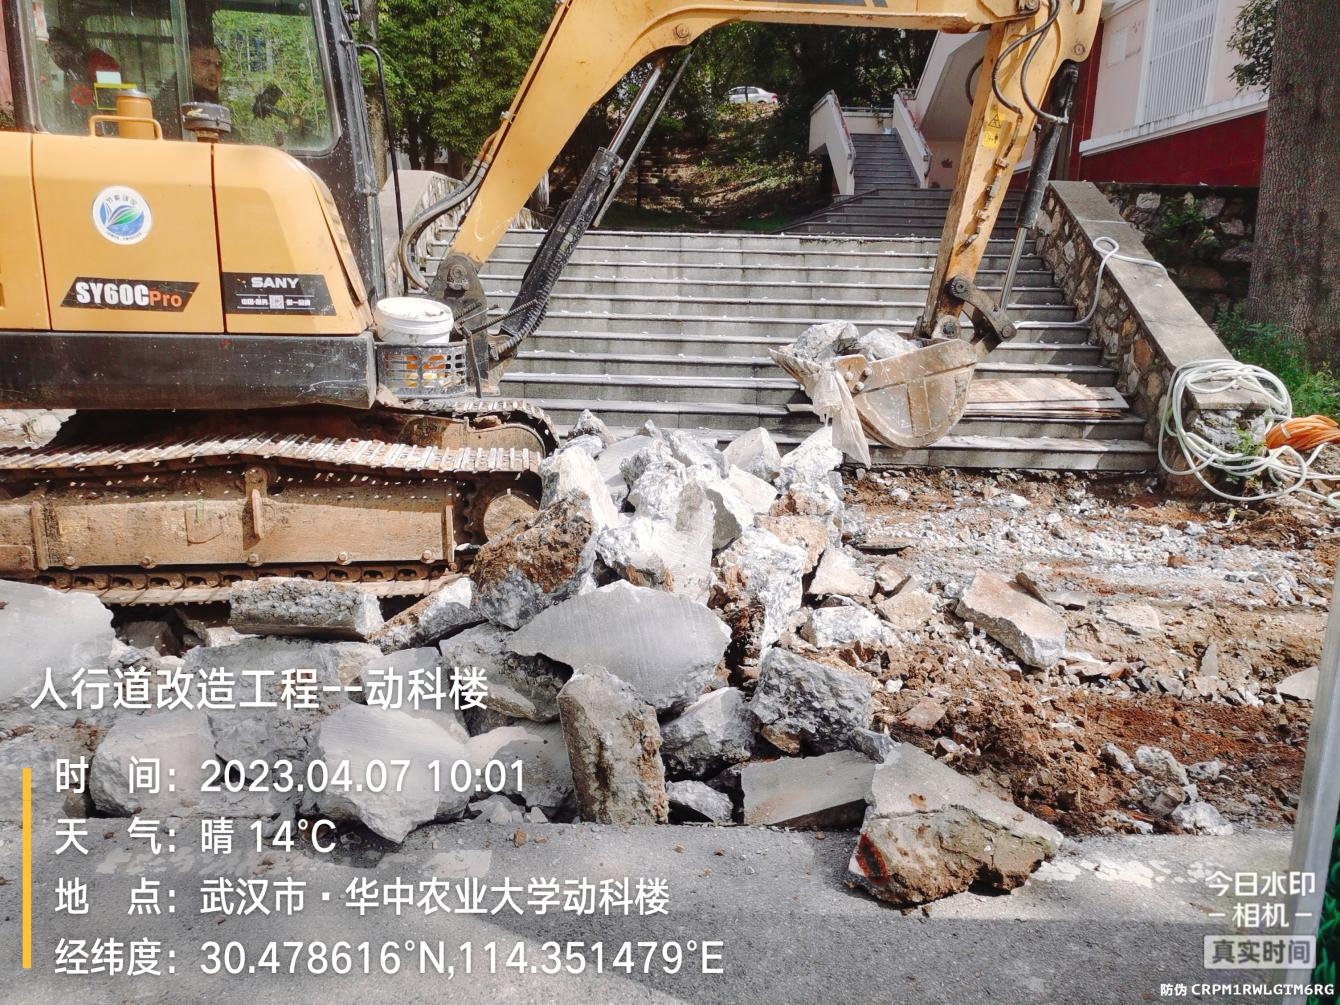 SY60CPro
SANY
人行道改造工程--动科楼
时 间：2023.04.07 10:01
天 气：晴 14℃
地 点：武汉市·华中农业大学动科楼
经纬度：30.478616°N,114.351479°E
今日水印
相机
真实时间
防伪 CRPM1RWLGTM6RG